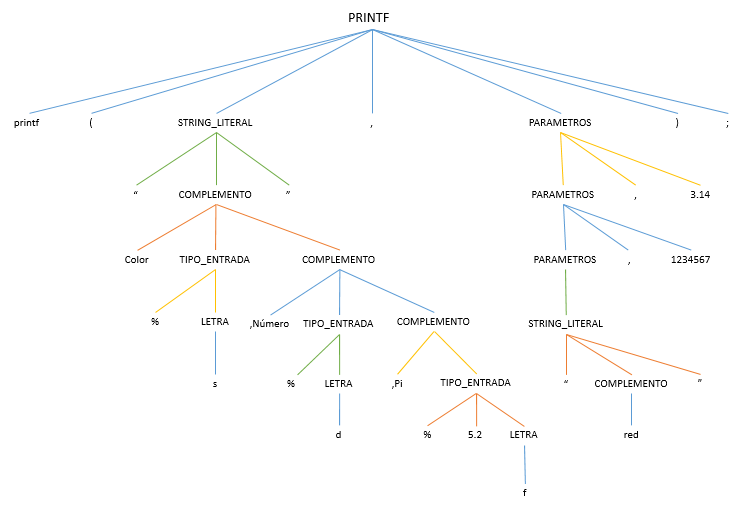 PRINTF
printf ( STRING_LITERAL , PARAMETROS ) ;
“ COMPLEMENTO ” PARAMETROS , 3.14
Color TIPO_ENTRADA COMPLEMENTO PARAMETROS , 1234567
% LETRA ,Número TIPO_ENTRADA COMPLEMENTO STRING_LITERAL
s % LETRA ,Pi TIPO_ENTRADA “ COMPLEMENTO ”
d % 5.2 LETRA red
f